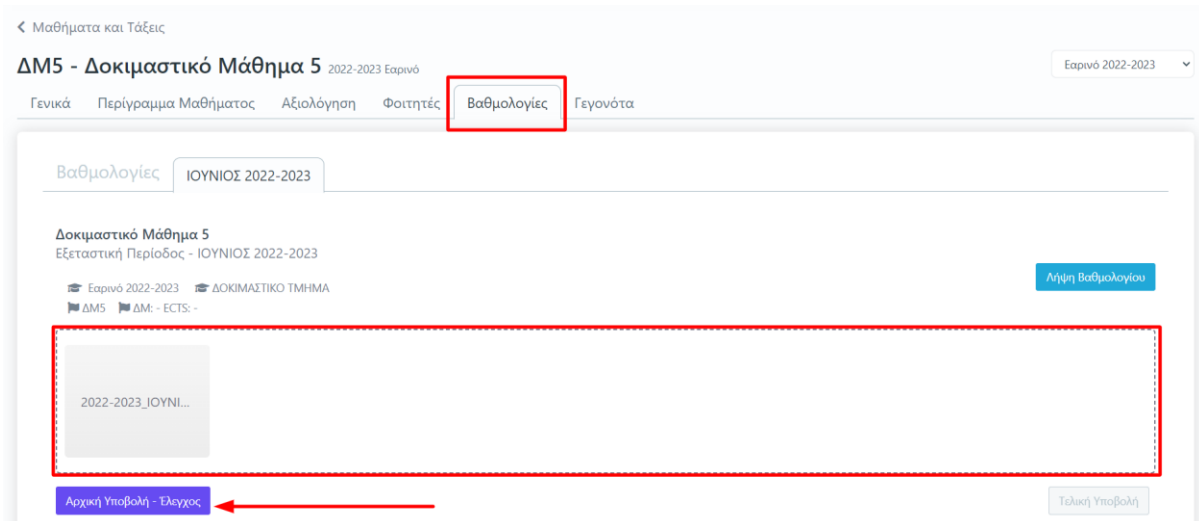 Μαθήματα και Τάξεις
ΔΜ5 - Δοκιμαστικό Μάθημα 5 2022-2023 Εαρινό
Εαρινό 2022-2023
Γενικά Περίγραμμα Μαθήματος Αξιολόγηση Φοιτητές Βαθμολογίες Γεγονότα
Βαθμολογίες ΙΟΥΝΙΟΣ 2022-2023
Δοκιμαστικό Μάθημα 5
Εξεταστική Περίοδος - ΙΟΥΝΙΟΣ 2022-2023
Λήψη Βαθμολογίου
Εαρινό 2022-2023 ΔΟΚΙΜΑΣΤΙΚΟ ΤΜΗΜΑ
ΔΜ5 ΔΜ: - ECTS: -
2022-2023_ΙΟΥΝΙ...
Αρχική Υποβολή - Έλεγχος
Τελική Υποβολή